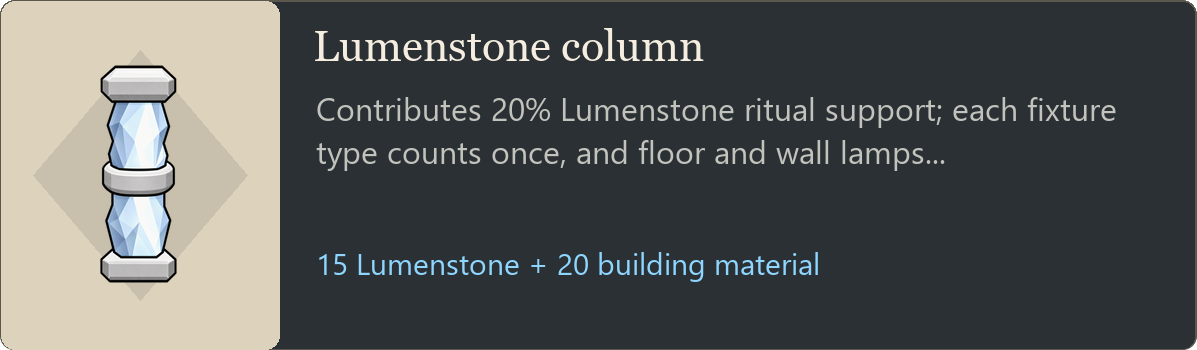 Lumenstone column
Contributes 20% Lumenstone ritual support; each fixture
type counts once, and floor and wall lamps...
15 Lumenstone + 20 building material